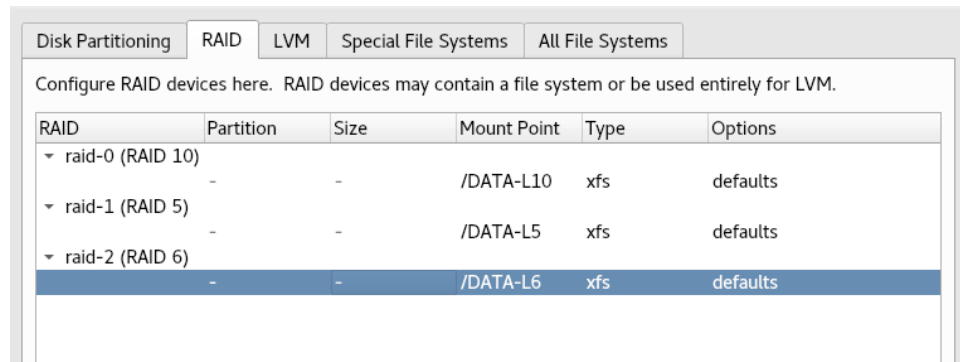 Disk Partitioning RAID LVM Special File Systems All File Systems
Configure RAID devices here. RAID devices may contain a file system or be used entirely for LVM.
RAID Partition Size Mount Point Type Options
raid-0 (RAID 10)
- - /DATA-L10 xfs defaults
raid-1 (RAID 5)
- - /DATA-L5 xfs defaults
raid-2 (RAID 6)
- - /DATA-L6 xfs defaults